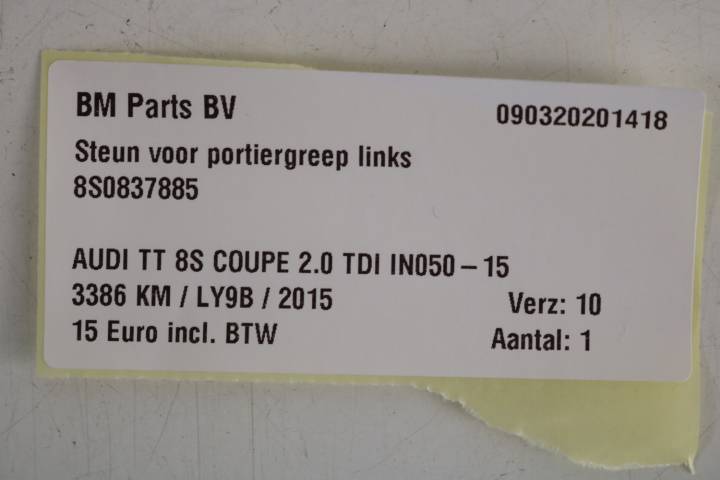 BM Parts BV
090320201418
Steun voor portiergreep links
8S0837885
AUDI TT 8S COUPE 2.0 TDI IN050-15
3386 KM / LY9B / 2015
Verz: 10
15 Euro incl. BTW
Aantal: 1